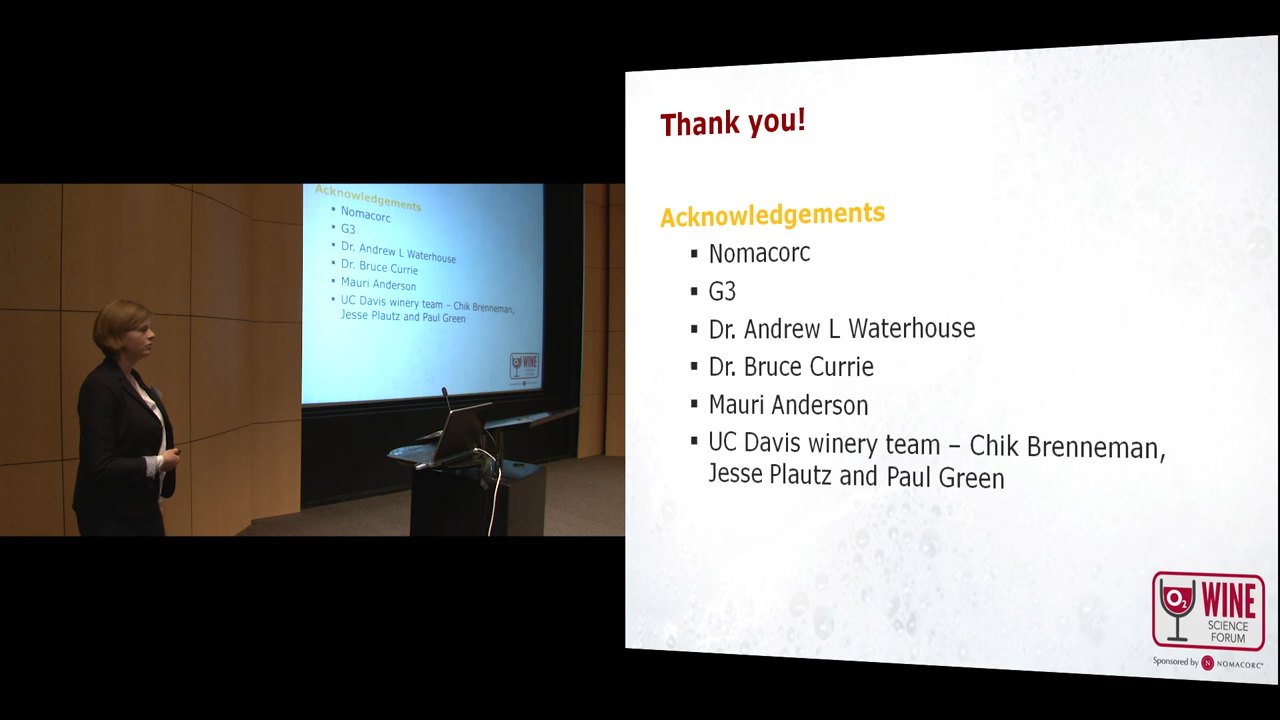 Acknowledgements
▪ Nomacorc
▪ G3
▪ Dr. Andrew L Waterhouse
▪ Dr. Bruce Currie
▪ Mauri Anderson
▪ UC Davis winery team – Chik Brenneman,
Jesse Plautz and Paul Green
WINE
Thank you!
Acknowledgements
▪ Nomacorc
▪ G3
▪ Dr. Andrew L Waterhouse
▪ Dr. Bruce Currie
▪ Mauri Anderson
▪ UC Davis winery team – Chik Brenneman,
Jesse Plautz and Paul Green
O2 WINE
SCIENCE
FORUM
Sponsored by N NOMACORC